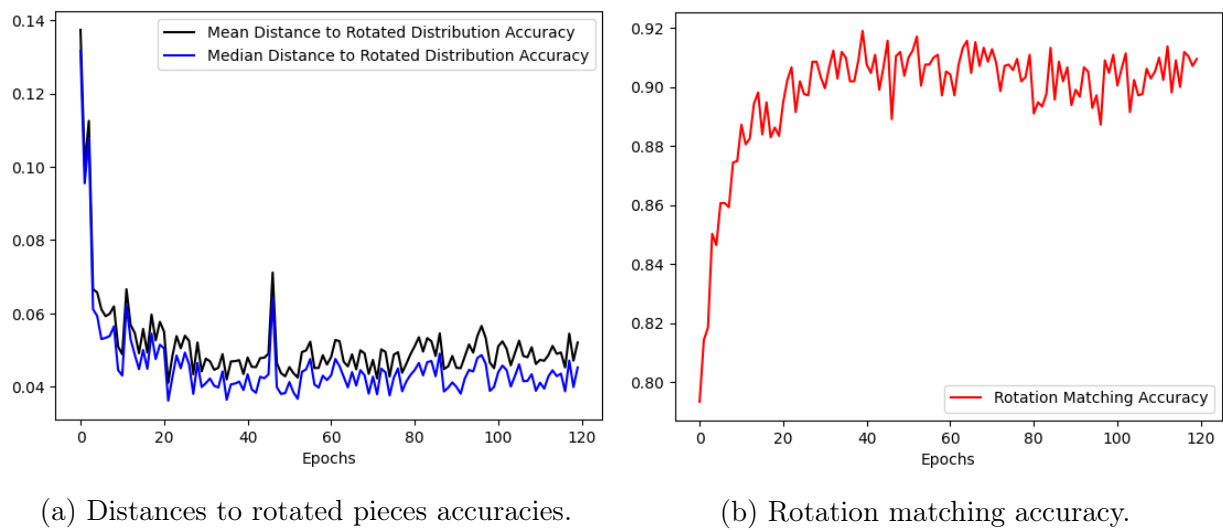 0.14
0.12
0.10
0.08
0.06
0.04
0 20 40 60 80 100 120
Epochs
Mean Distance to Rotated Distribution Accuracy
Median Distance to Rotated Distribution Accuracy
(a) Distances to rotated pieces accuracies.
0.92
0.90
0.88
0.86
0.84
0.82
0.80
0 20 40 60 80 100 120
Epochs
Rotation Matching Accuracy
(b) Rotation matching accuracy.